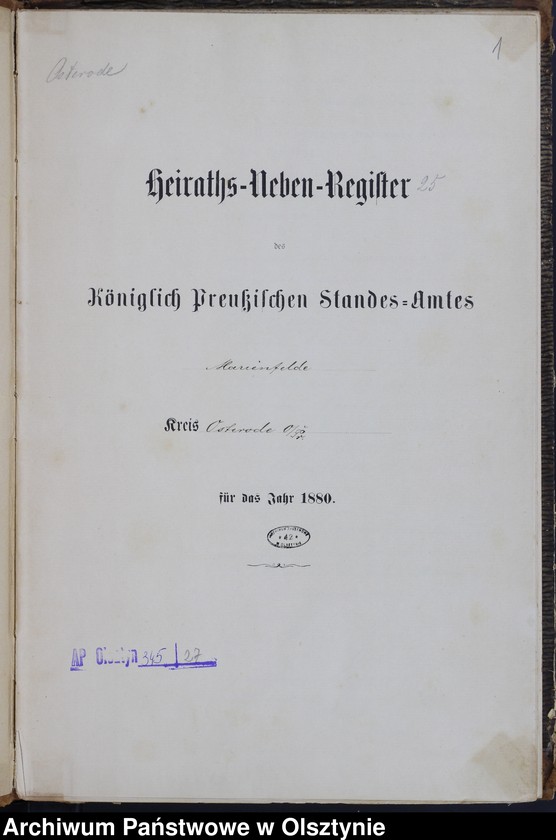 Osterode
1
Heiraths-Neben-Register 25
des
Königlich Preußischen Standes-Amtes
Marienfelde
Kreis Osterode O/Pr.
für das Jahr 1880.
* 42 *
AP Olsztyn 345 / 27
Archiwum Państwowe w Olsztynie